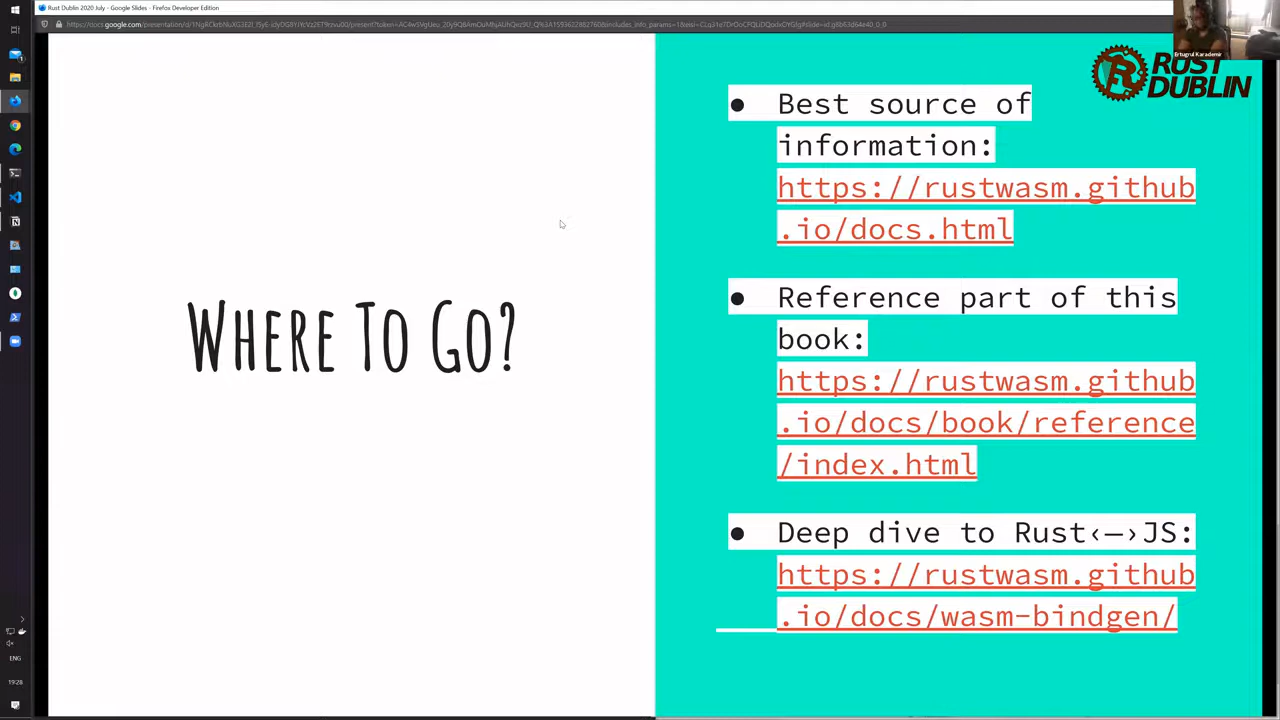 Rust Dublin 2020 July - Google Slides - Firefox Developer Edition
Ertugrul Karademir
RUST
DUBLIN
WHERE TO GO?
● Best source of
information:
https://rustwasm.github
.io/docs.html
● Reference part of this
book:
https://rustwasm.github
.io/docs/book/reference
/index.html
● Deep dive to Rust‹—›JS:
https://rustwasm.github
.io/docs/wasm-bindgen/
ENG
19:28